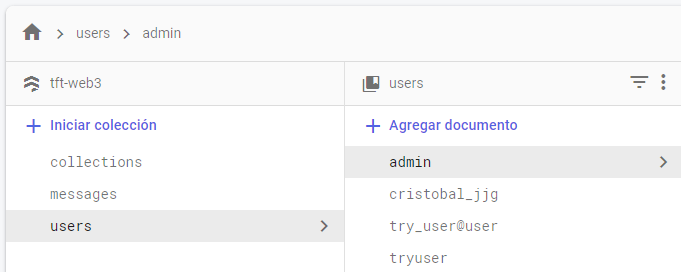 users admin
tft-web3
users
Iniciar colección
Agregar documento
collections
admin
messages
cristobal_jjg
users
try_user@user
tryuser